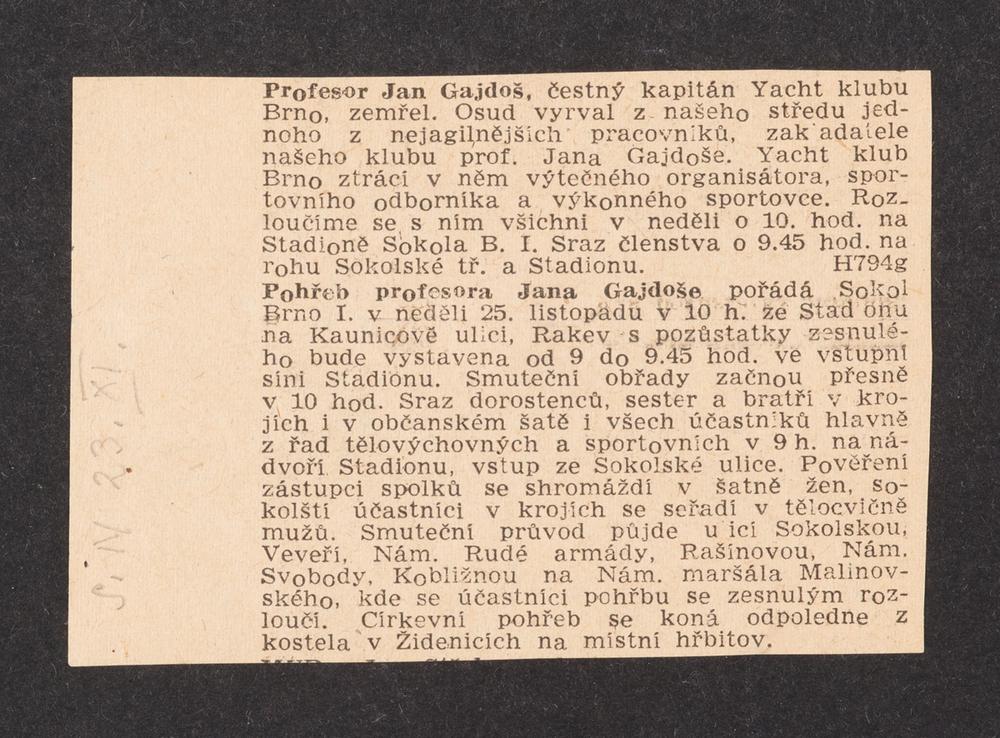 Profesor Jan Gajdoš, čestný kapitán Yacht klubu
Brno, zemřel. Osud vyrval z našeho středu jed-
noho z nejagilnějších pracovníků, zak adatele
našeho klubu prof. Jana Gajdoše. Yacht klub
Brno ztrácí v něm výtečného organisátora, spor-
tovního odborníka a výkonného sportovce. Roz-
loučíme se s ním všichni v neděli o 10. hod. na
Stadioně Sokola B. I. Sraz členstva o 9.45 hod. na
rohu Sokolské tř. a Stadionu. H794g
Pohřeb profesora Jana Gajdoše pořádá Sokol
Brno I. v neděli 25. listopadu v 10 h. ze Stad onu
na Kaunicově ulici, Rakev s pozůstatky zesnulé-
ho bude vystavena od 9 do 9.45 hod. ve vstupní
síni Stadionu. Smuteční obřady začnou přesně
v 10 hod. Sraz dorostenců, sester a bratří v kro-
jích i v občanském šatě i všech účastníků hlavně
z řad tělovýchovných a sportovních v 9 h. na ná-
dvoří Stadionu, vstup ze Sokolské ulice. Pověření
zástupci spolků se shromáždí v šatně žen, so-
kolští účastníci v krojích se seřadí v tělocvičně
mužů. Smuteční průvod půjde u icí Sokolskou,
Veveří, Nám. Rudé armády, Rašínovou, Nám.
Svobody, Kobližnou na Nám. maršála Malinov-
ského, kde se účastníci pohřbu se zesnulým roz-
loučí. Církevní pohřeb se koná odpoledne z
kostela v Židenicích na místní hřbitov.
S. N 23. XI.